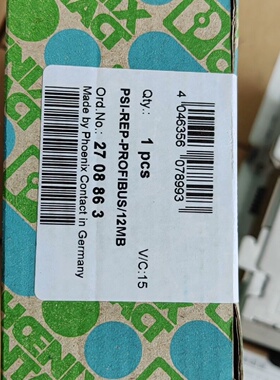 Qty.: 1 pcs
4 046356 078993
PSI-REP-PROFIBUS/12MB
V/C:15
Ord.No.: 27 08 86 3
Made by Phoenix Contact in Germany